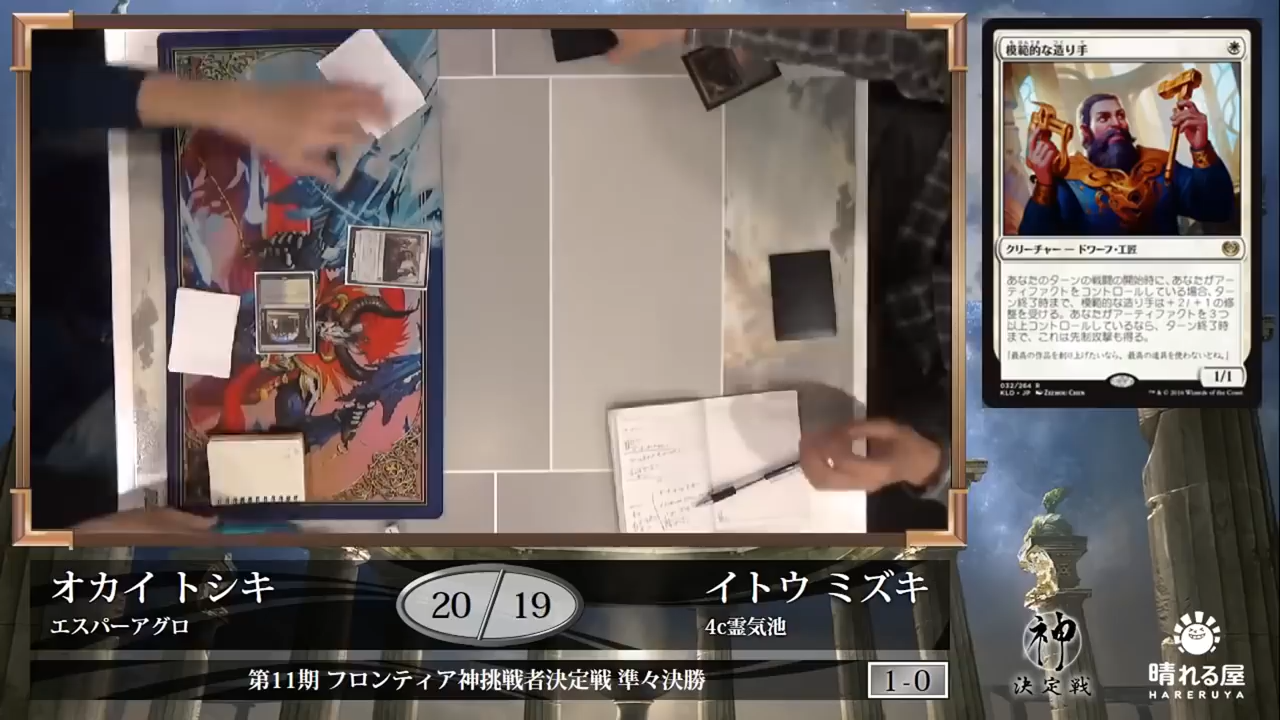 模範的な造り手
クリーチャー ― ドワーフ・工匠
あなたのターンの戦闘の開始時に、あなたがアー
ティファクトをコントロールしている場合、ター
ン終了時まで、模範的な造り手は+2/+1の修
整を受ける。あなたがアーティファクトを3つ
以上コントロールしているなら、ターン終了時
まで、これは先制攻撃も得る。
「最高の作品を創り上げたいなら、最高の道具を使わないとね。」
1/1
032/264 R
KLD・JP
オカイ トシキ
エスパーアグロ
20 / 19
イトウ ミズキ
4c霊気池
第11期 フロンティア神挑戦者決定戦 準々決勝
1-0
神
決定戦
晴れる屋
HARERUYA